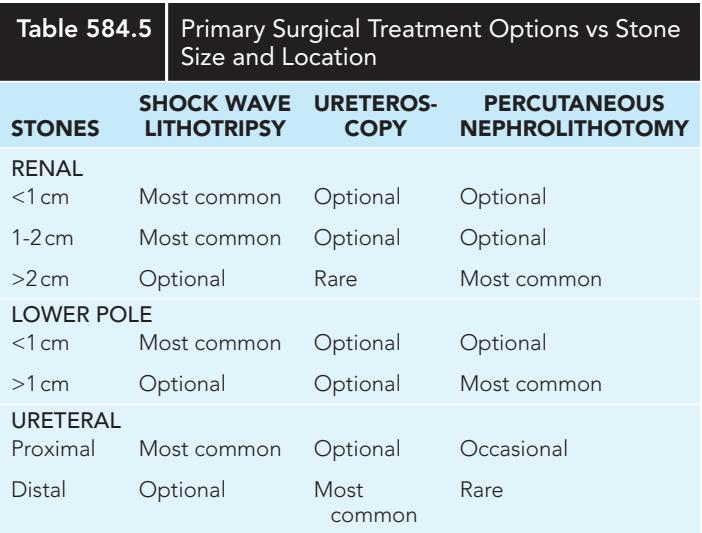 Table 584.5 Primary Surgical Treatment Options vs Stone
Size and Location
STONES SHOCK WAVE LITHOTRIPSY URETEROS-COPY PERCUTANEOUS NEPHROLITHOTOMY
RENAL
<1 cm Most common Optional Optional
1-2 cm Most common Optional Optional
>2 cm Optional Rare Most common
LOWER POLE
<1 cm Most common Optional Optional
>1 cm Optional Optional Most common
URETERAL
Proximal Most common Optional Occasional
Distal Optional Most common Rare